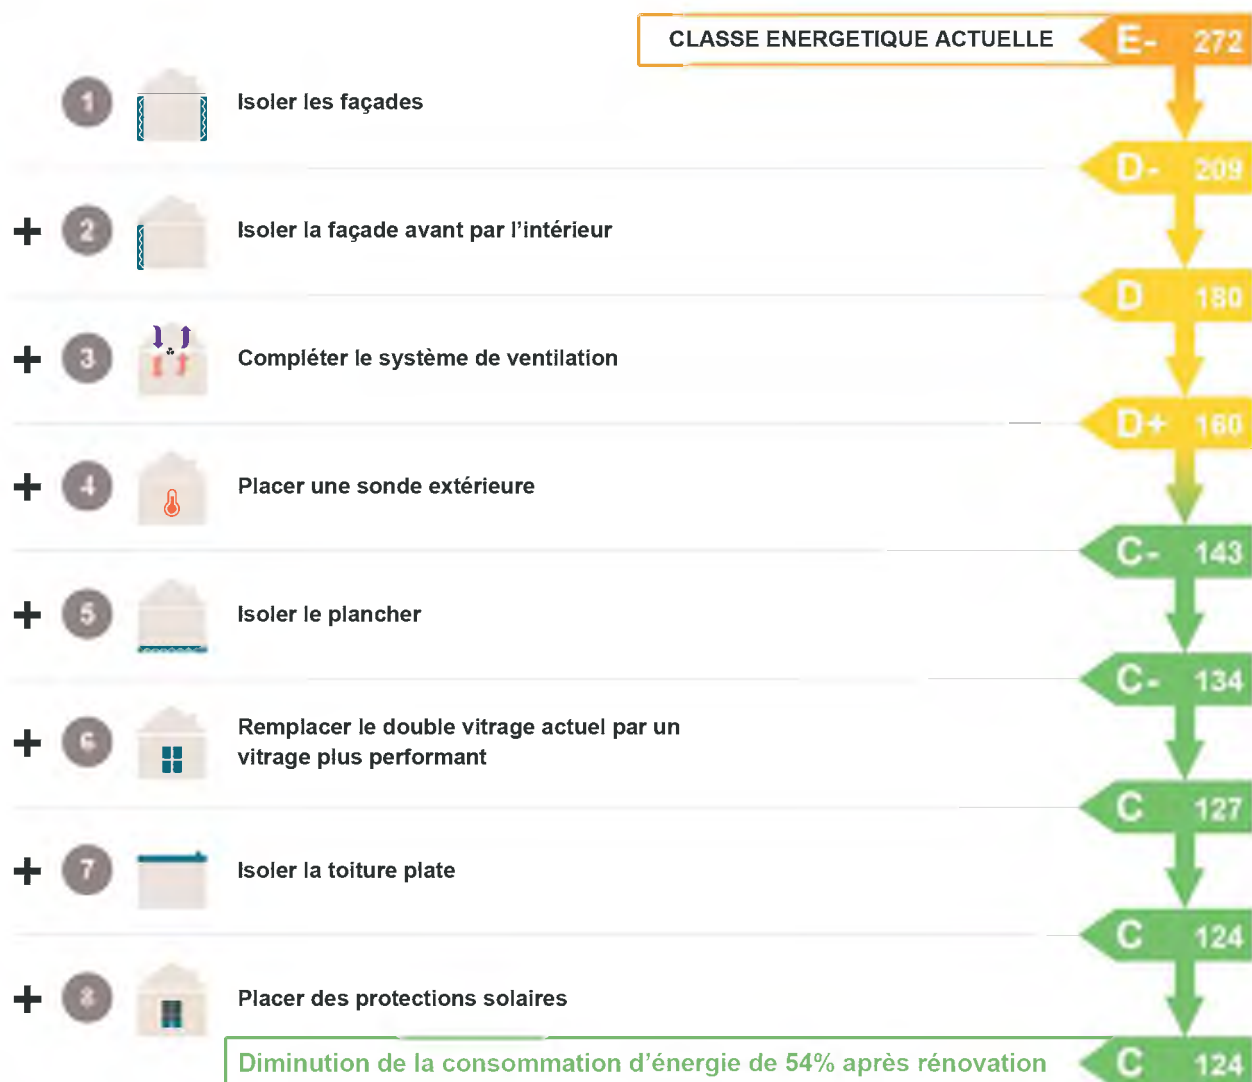 CLASSE ENERGETIQUE ACTUELLE E- 272
1 Isoler les façades
D- 209
+ 2 Isoler la façade avant par l'intérieur
D 180
+ 3 Compléter le système de ventilation
D+ 160
+ 4 Placer une sonde extérieure
C- 143
+ 5 Isoler le plancher
C- 134
+ 6 Remplacer le double vitrage actuel par un
vitrage plus performant
C 127
+ 7 Isoler la toiture plate
C 124
+ 8 Placer des protections solaires
Diminution de la consommation d'énergie de 54% après rénovation C 124